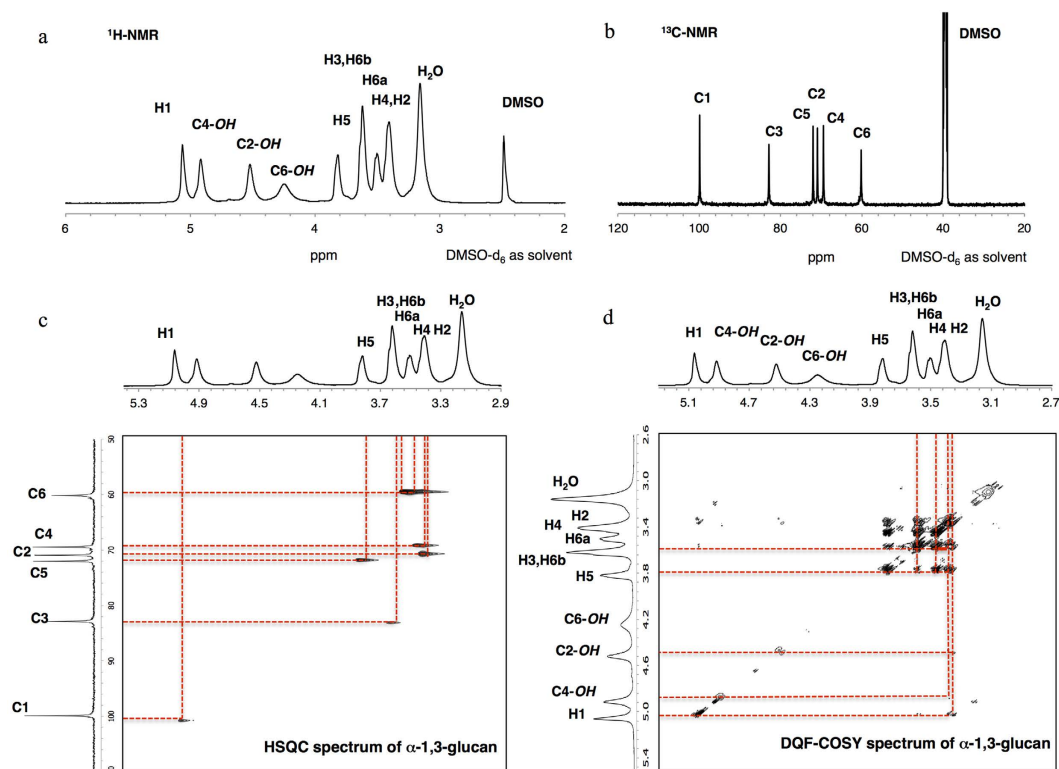 a
¹H-NMR
H1
C4-OH
C2-OH
C6-OH
H5
H3,H6b
H6a
H4,H2
H₂O
DMSO
6 5 4 3 2
ppm
DMSO-d₆ as solvent
b
¹³C-NMR
DMSO
C1
C3
C5
C2
C4
C6
120 100 80 60 40 20
ppm
DMSO-d₆ as solvent
c
H1
H5
H3,H6b
H6a
H4 H2
H₂O
5.3 4.9 4.5 4.1 3.7 3.3 2.9
C6
C4
C2
C5
C3
C1
50
60
70
80
90
100
HSQC spectrum of α-1,3-glucan
d
H1
C4-OH
C2-OH
C6-OH
H5
H3,H6b
H6a
H4 H2
H₂O
5.1 4.7 4.3 3.9 3.5 3.1 2.7
H₂O
H2
H4
H6a
H3,H6b
H5
C6-OH
C2-OH
C4-OH
H1
2.6
3.0
3.4
3.8
4.2
4.6
5.0
5.4
DQF-COSY spectrum of α-1,3-glucan